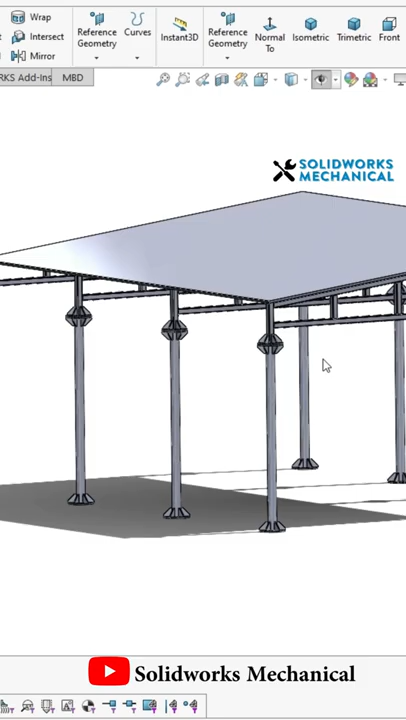 Wrap
Intersect
Mirror
Reference
Geometry
Curves
Instant3D
Reference
Geometry
Normal
To
Isometric
Trimetric
Front
RKS Add-Ins
MBD
SOLIDWORKS
MECHANICAL
Solidworks Mechanical